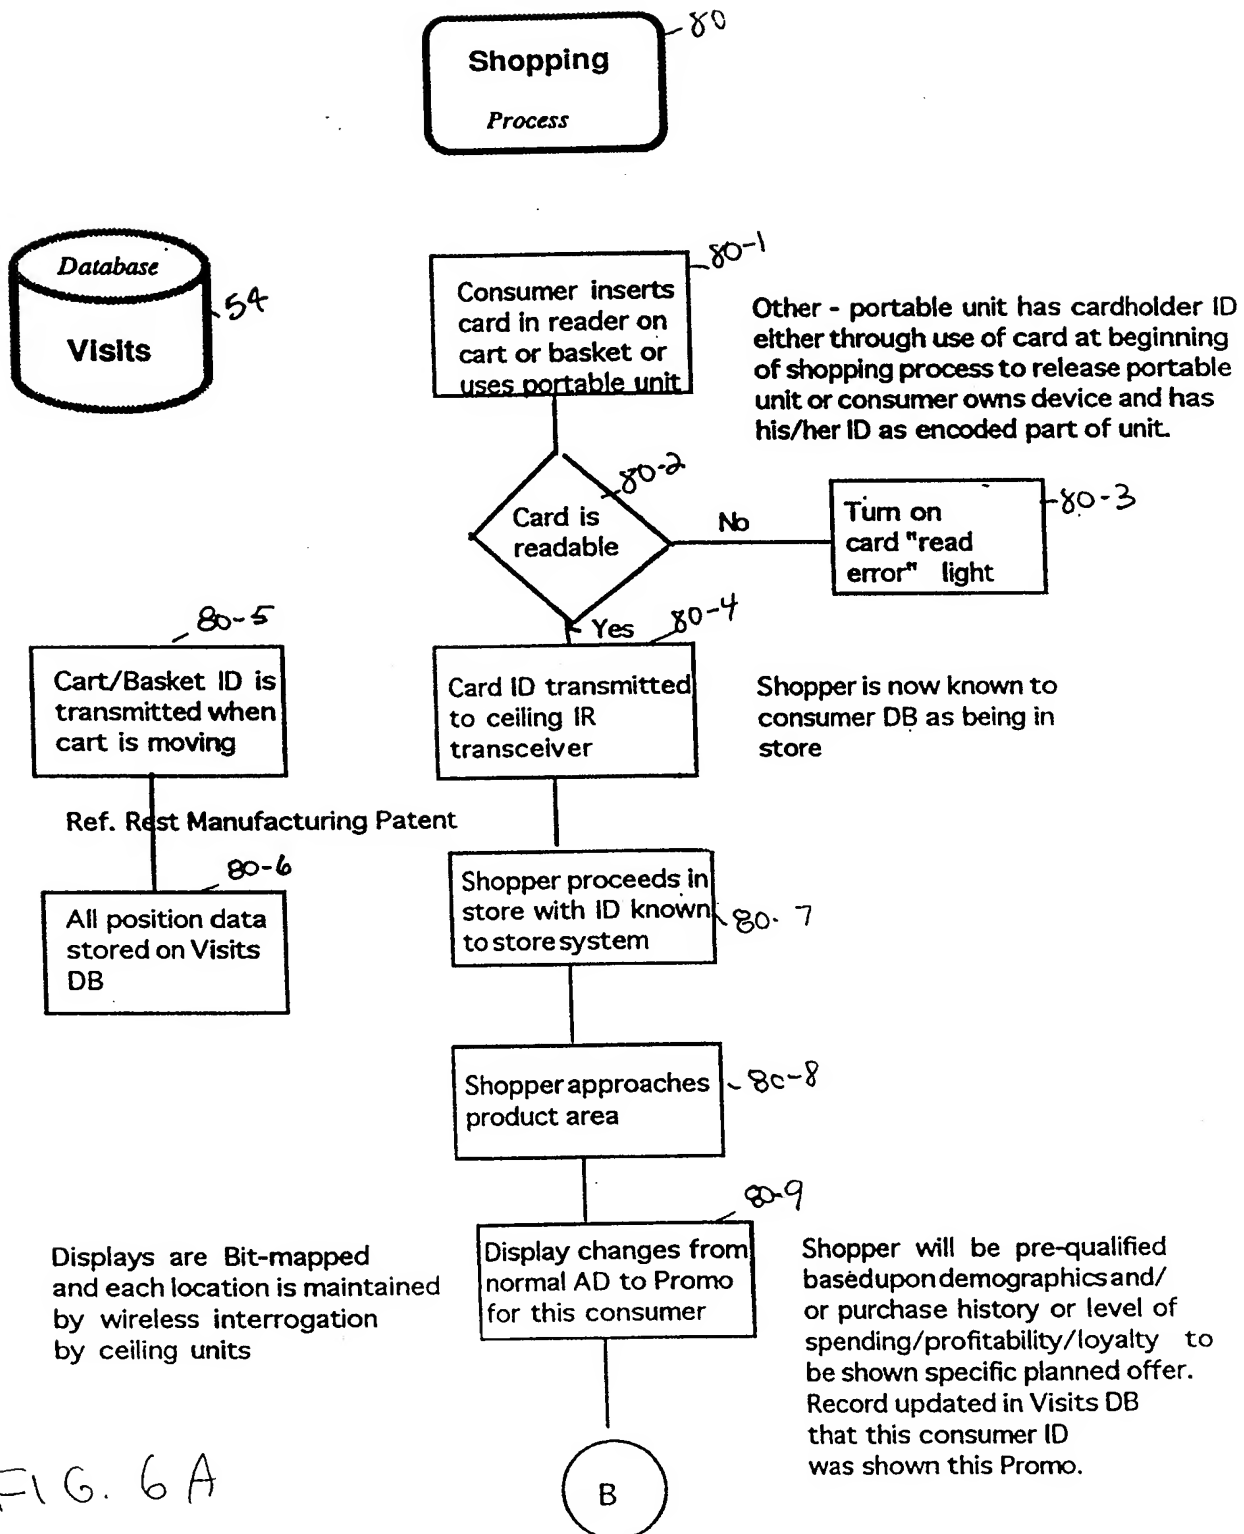 80
Shopping
Process
Database
Visits
54
80-1
Consumer inserts
card in reader on
cart or basket or
uses portable unit
Other - portable unit has cardholder ID
either through use of card at beginning
of shopping process to release portable
unit or consumer owns device and has
his/her ID as encoded part of unit.
80-2
Card is
readable
No
80-3
Turn on
card "read
error" light
Yes
80-4
80-5
Cart/Basket ID is
transmitted when
cart is moving
Card ID transmitted
to ceiling IR
transceiver
Shopper is now known to
consumer DB as being in
store
Ref. Rest Manufacturing Patent
80-6
All position data
stored on Visits
DB
Shopper proceeds in
store with ID known
to store system
80-7
Shopper approaches
product area
80-8
80-9
Displays are Bit-mapped
and each location is maintained
by wireless interrogation
by ceiling units
Display changes from
normal AD to Promo
for this consumer
Shopper will be pre-qualified
based upon demographics and/
or purchase history or level of
spending/profitability/loyalty to
be shown specific planned offer.
Record updated in Visits DB
that this consumer ID
was shown this Promo.
B
FIG. 6A